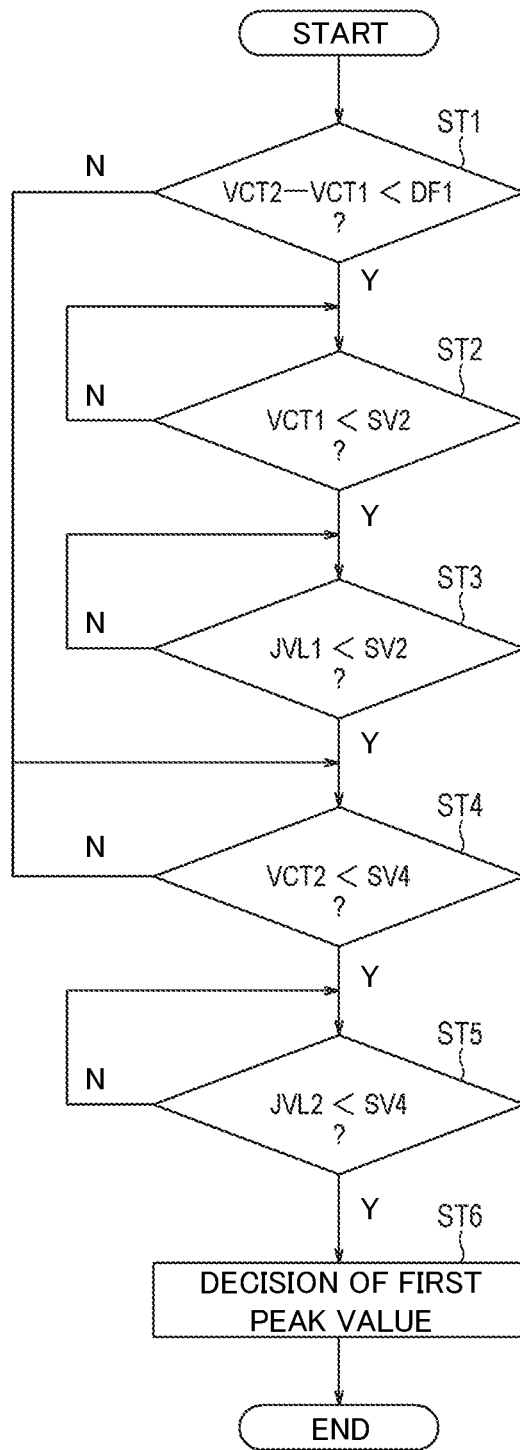 START
ST1
N
VCT2—VCT1 < DF1
?
Y
ST2
N
VCT1 < SV2
?
Y
ST3
N
JVL1 < SV2
?
Y
ST4
N
VCT2 < SV4
?
Y
ST5
N
JVL2 < SV4
?
Y
ST6
DECISION OF FIRST
PEAK VALUE
END